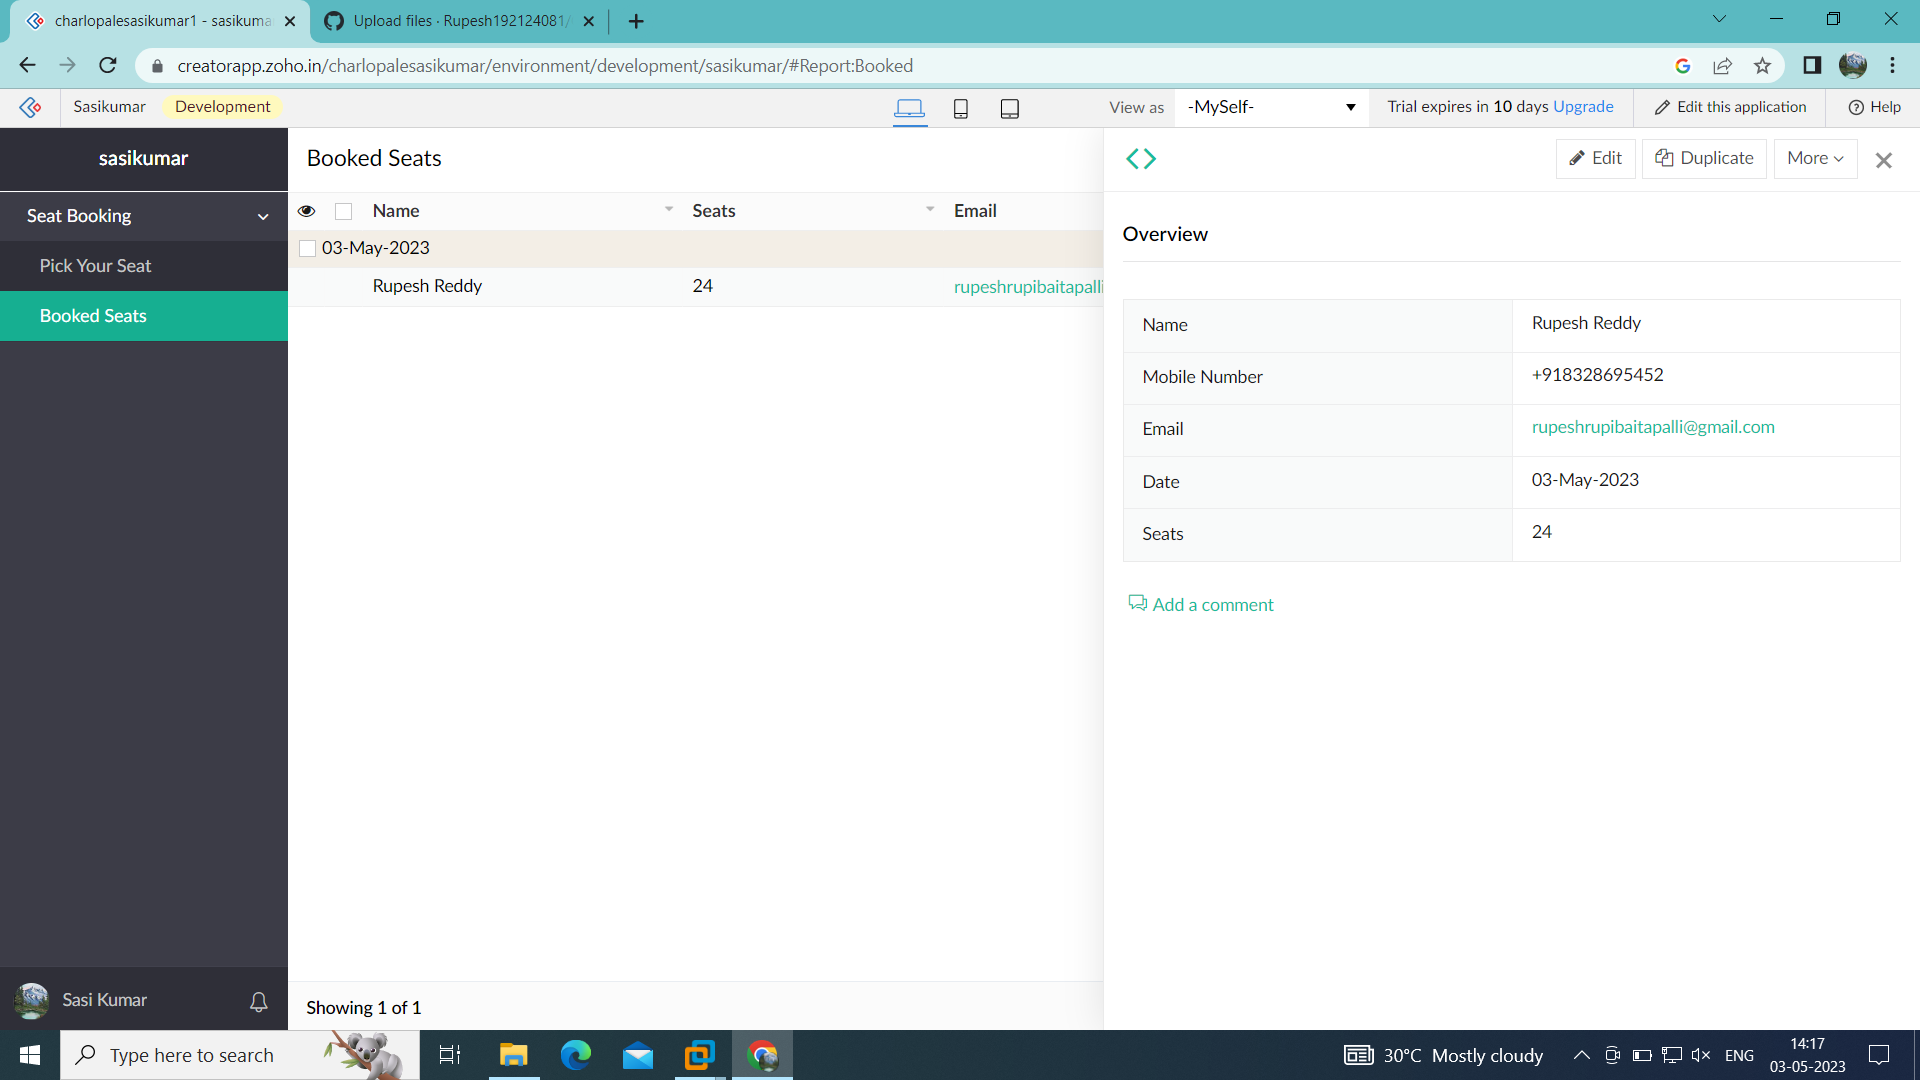 charlopalesasikumar1 - sasikuma
Upload files · Rupesh192124081/
creatorapp.zoho.in/charlopalesasikumar/environment/development/sasikumar/#Report:Booked
Sasikumar Development
View as -MySelf- Trial expires in 10 days Upgrade Edit this application Help
sasikumar
Seat Booking
Pick Your Seat
Booked Seats
Sasi Kumar
Booked Seats
Name Seats Email
03-May-2023
Rupesh Reddy 24 rupeshrupibaitapalli
Showing 1 of 1
Edit Duplicate More
Overview
Name Rupesh Reddy
Mobile Number +918328695452
Email rupeshrupibaitapalli@gmail.com
Date 03-May-2023
Seats 24
Add a comment
Type here to search
30°C Mostly cloudy
ENG
14:17
03-05-2023